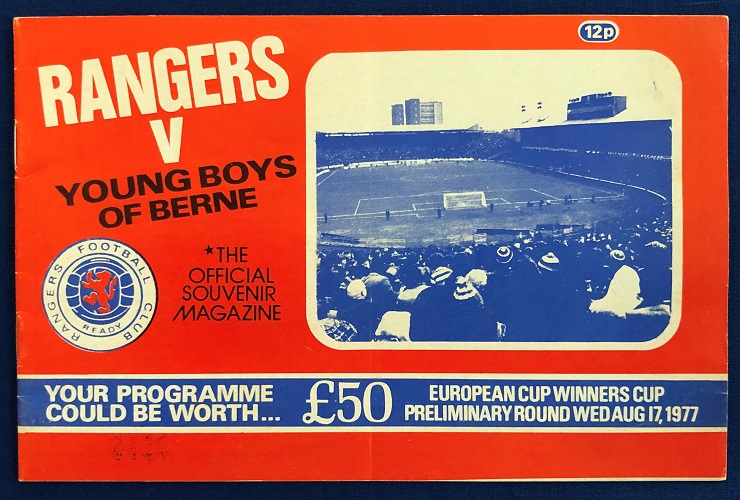 12p
RANGERS
V
YOUNG BOYS
OF BERNE
RANGERS FOOTBALL CLUB
READY
★THE
OFFICIAL
SOUVENIR
MAGAZINE
YOUR PROGRAMME
COULD BE WORTH...
£50
EUROPEAN CUP WINNERS CUP
PRELIMINARY ROUND WED AUG 17, 1977